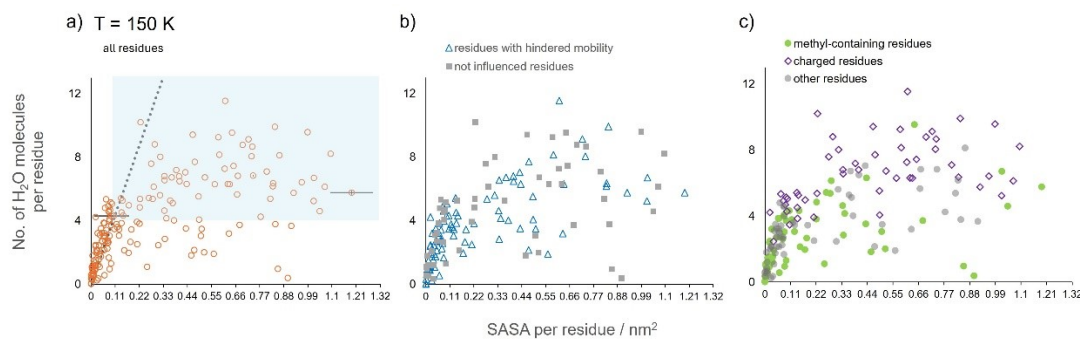 a) T = 150 K
all residues
No. of H₂O molecules
per residue
12
8
4
0
0 0.11 0.22 0.33 0.44 0.55 0.66 0.77 0.88 0.99 1.1 1.21 1.32
b)
residues with hindered mobility
not influenced residues
12
8
4
0
0 0.11 0.22 0.33 0.44 0.55 0.66 0.77 0.88 0.99 1.1 1.21 1.32
c)
methyl-containing residues
charged residues
other residues
12
8
4
0
0 0.11 0.22 0.33 0.44 0.55 0.66 0.77 0.88 0.99 1.1 1.21 1.32
SASA per residue / nm²